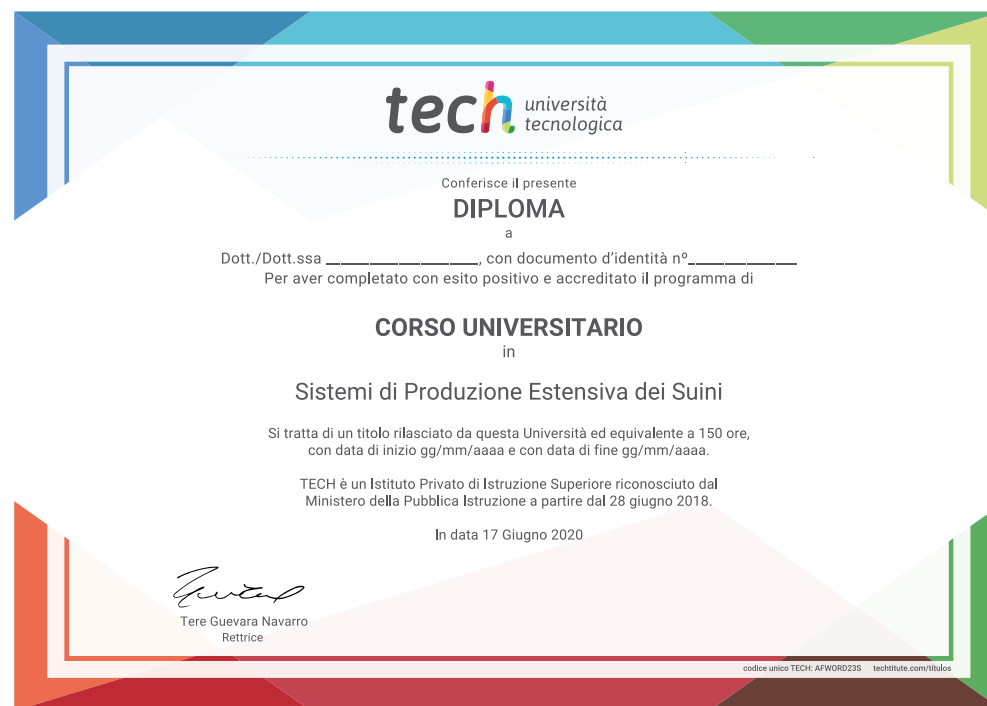 tech università
tecnologica
Conferisce il presente
DIPLOMA
a
Dott./Dott.ssa ____________________, con documento d'identità nº_______________
Per aver completato con esito positivo e accreditato il programma di
CORSO UNIVERSITARIO
in
Sistemi di Produzione Estensiva dei Suini
Si tratta di un titolo rilasciato da questa Università ed equivalente a 150 ore,
con data di inizio gg/mm/aaaa e con data di fine gg/mm/aaaa.
TECH è un Istituto Privato di Istruzione Superiore riconosciuto dal
Ministero della Pubblica Istruzione a partire dal 28 giugno 2018.
In data 17 Giugno 2020
Tere Guevara Navarro
Rettrice
codice unico TECH: AFWORD23S techtitute.com/títulos